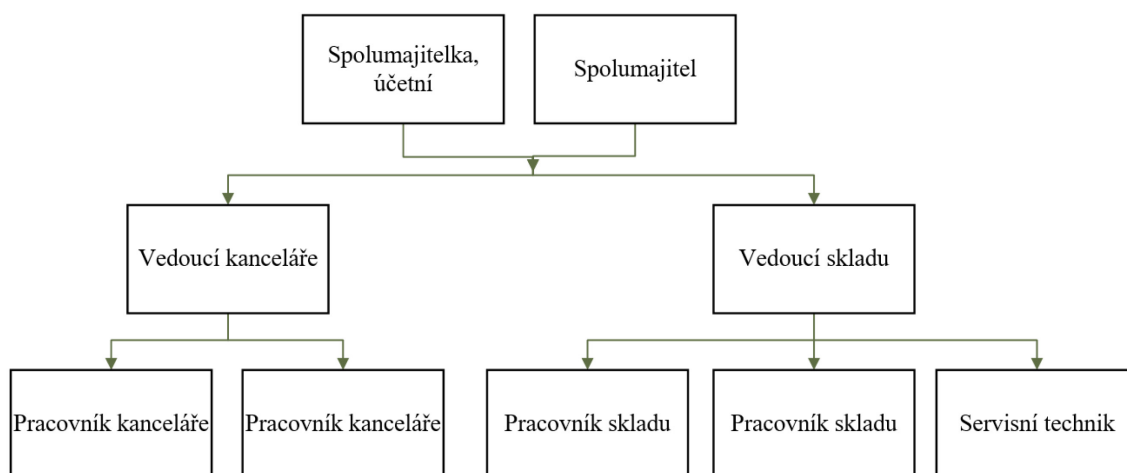 Spolumajitelka,
účetní
Spolumajitel
Vedoucí kanceláře
Vedoucí skladu
Pracovník kanceláře
Pracovník kanceláře
Pracovník skladu
Pracovník skladu
Servisní technik